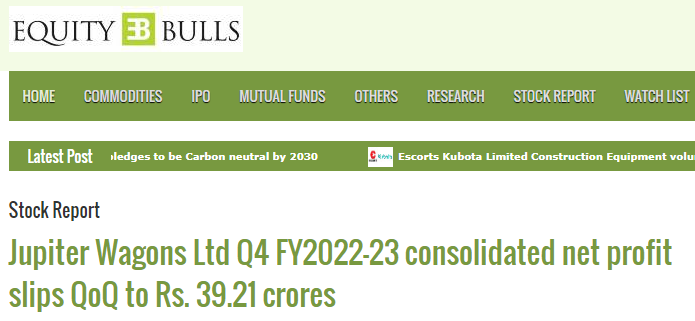 EQUITY EB BULLS
HOME COMMODITIES IPO MUTUAL FUNDS OTHERS RESEARCH STOCK REPORT WATCH LIST
Latest Post pledges to be Carbon neutral by 2030 Escorts Kubota Limited Construction Equipment volu
Stock Report
Jupiter Wagons Ltd Q4 FY2022-23 consolidated net profit
slips QoQ to Rs. 39.21 crores